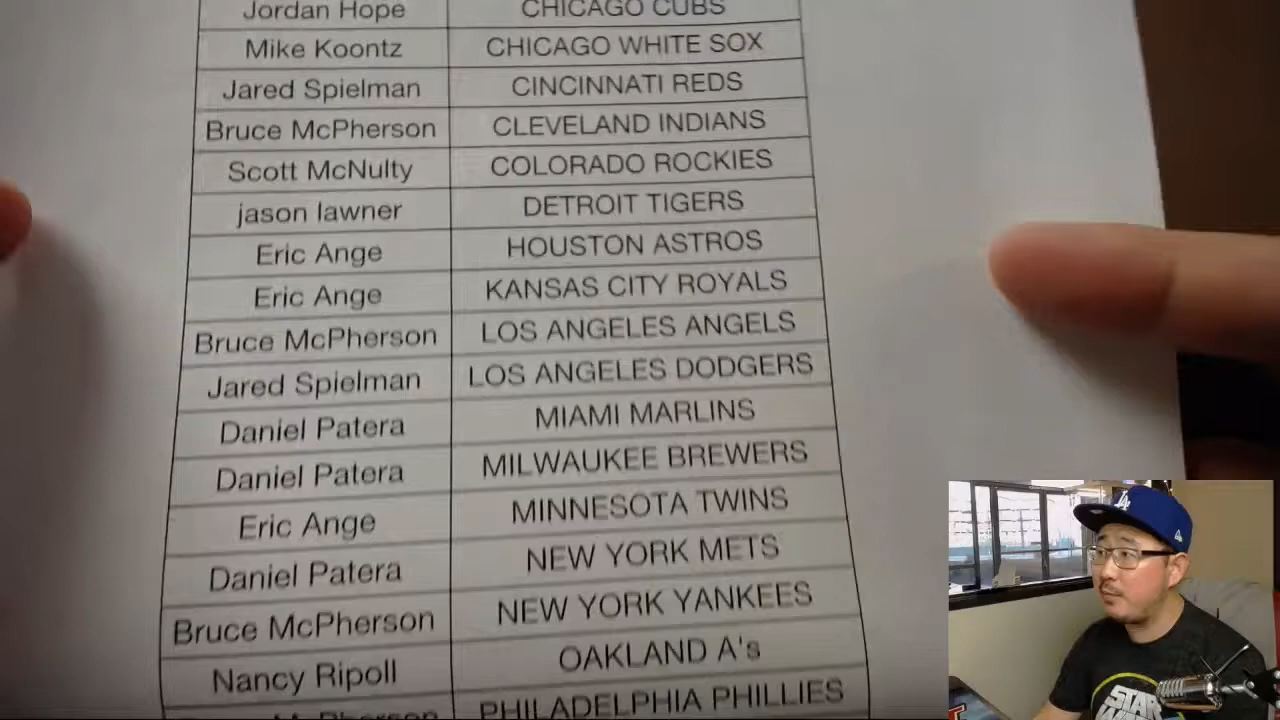 Jordan Hope CHICAGO CUBS
Mike Koontz CHICAGO WHITE SOX
Jared Spielman CINCINNATI REDS
Bruce McPherson CLEVELAND INDIANS
Scott McNulty COLORADO ROCKIES
jason lawner DETROIT TIGERS
Eric Ange HOUSTON ASTROS
Eric Ange KANSAS CITY ROYALS
Bruce McPherson LOS ANGELES ANGELS
Jared Spielman LOS ANGELES DODGERS
Daniel Patera MIAMI MARLINS
Daniel Patera MILWAUKEE BREWERS
Eric Ange MINNESOTA TWINS
Daniel Patera NEW YORK METS
Bruce McPherson NEW YORK YANKEES
Nancy Ripoll OAKLAND A's
McPherson PHILADELPHIA PHILLIES
LA
STAR